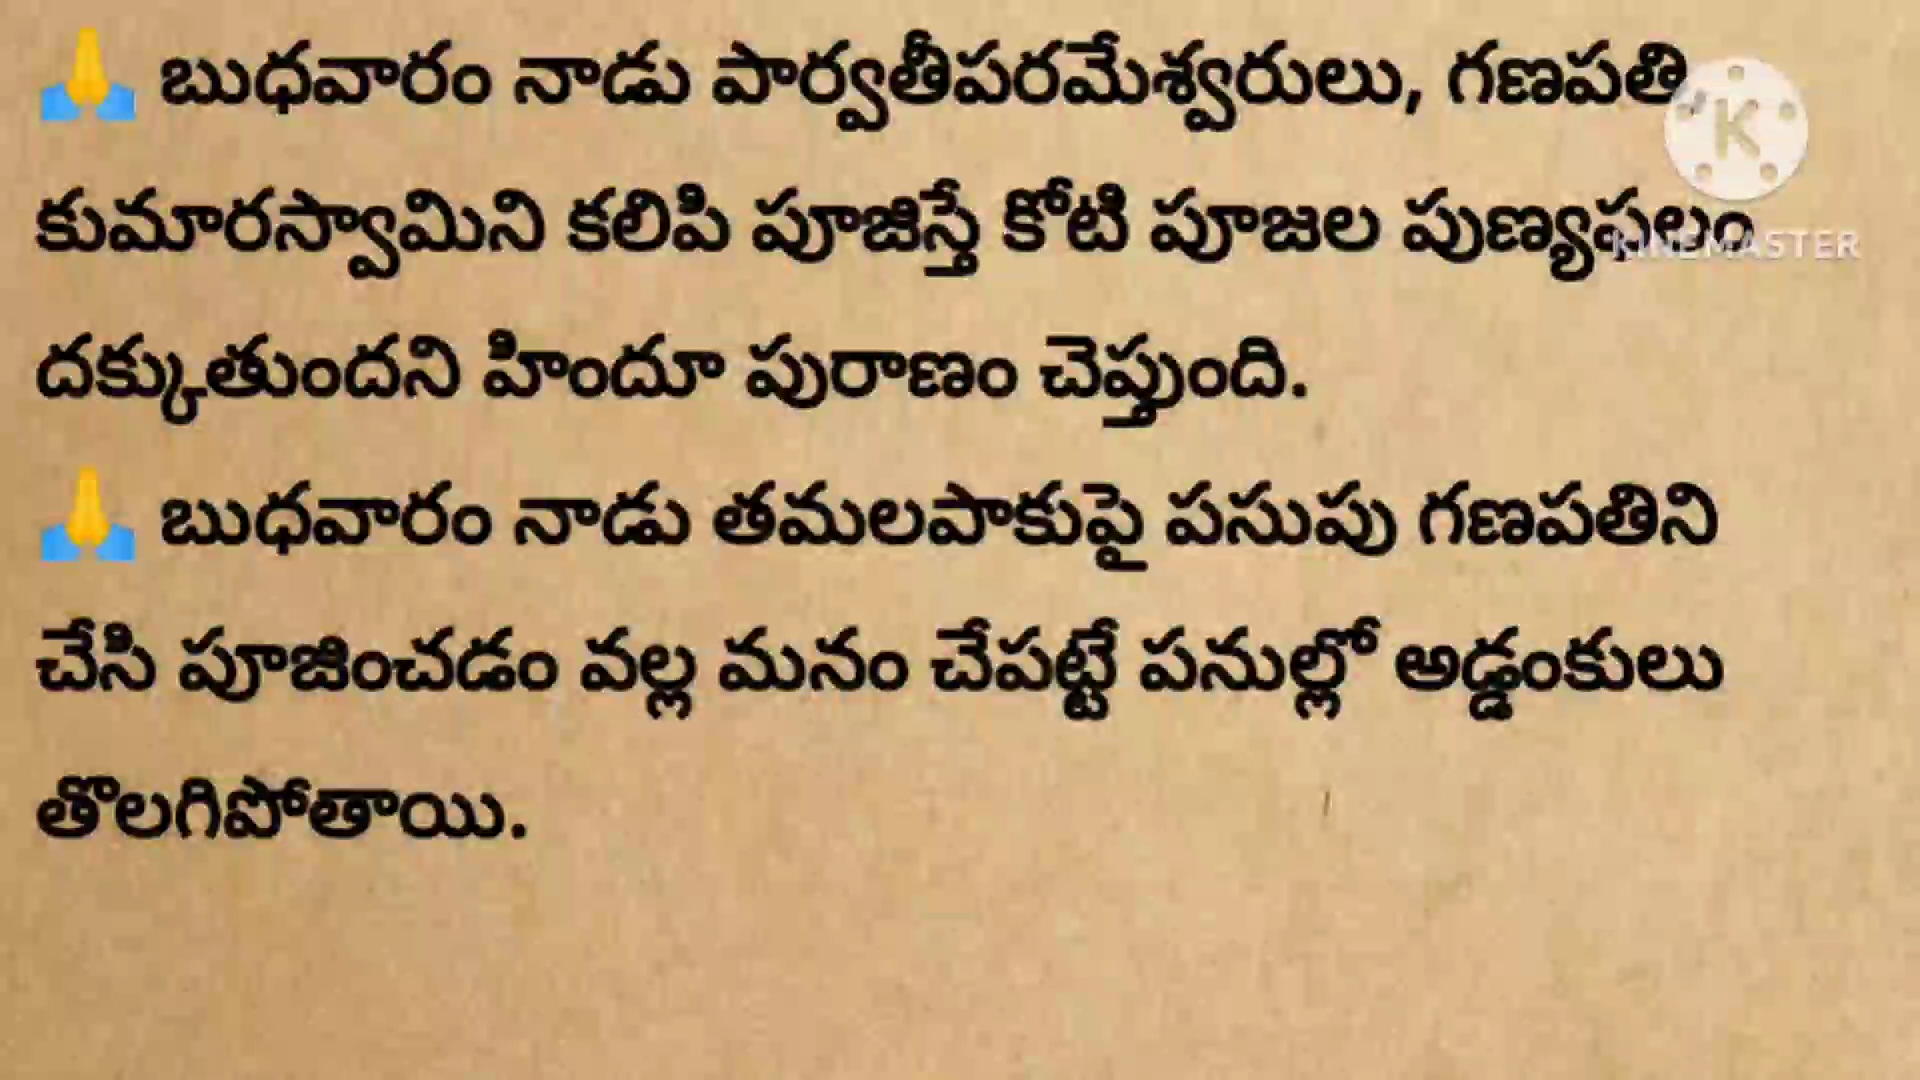 🙏 బుధవారం నాడు పార్వతీపరమేశ్వరులు, గణపతి,
కుమారస్వామిని కలిపి పూజిస్తే కోటి పూజల పుణ్యఫలం
దక్కుతుందని హిందూ పురాణం చెప్తుంది.
🙏 బుధవారం నాడు తమలపాకుపై పసుపు గణపతిని
చేసి పూజించడం వల్ల మనం చేపట్టే పనుల్లో అడ్డంకులు
తొలగిపోతాయి.
K
KINEMASTER